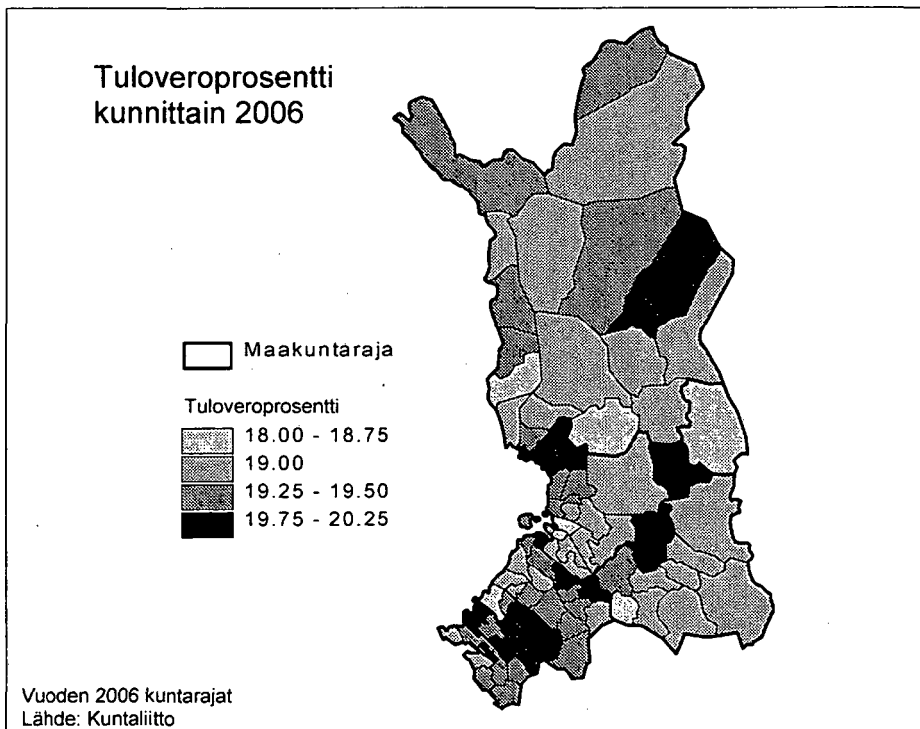 Tuloveroprosentti
kunnittain 2006
Maakuntaraja
Tuloveroprosentti
18.00 - 18.75
19.00
19.25 - 19.50
19.75 - 20.25
Vuoden 2006 kuntarajat
Lähde: Kuntaliitto